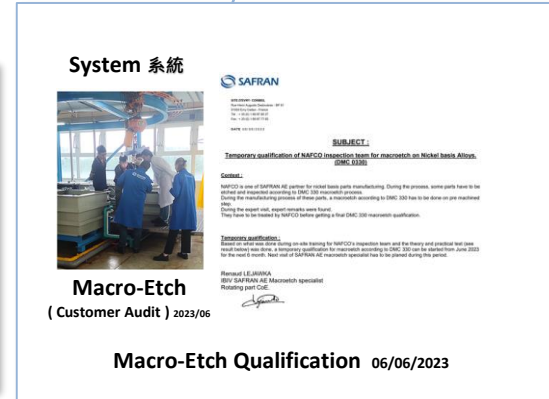 System 系統
SAFRAN
SUBJECT :
Temporary qualification of NAFCO inspection team for macroetch on Nickel basis Alloys.
(DMC 0330)
Context :
NAFCO is one of SAFRAN AE partner for nickel basis parts manufacturing. During the process, some parts have to be
etched and inspected according to DMC 330 macroetch process.
During the manufacturing process of these parts, a macroetch according to DMC 330 has to be done on pre machined
step.
During the expert visit, expert remarks were found.
They have to be treated by NAFCO before getting a final DMC 330 macroetch qualification.
Temporary qualification :
Based on what was done during on-site training for NAFCO's inspection team and the theory and practical test (see
result below) was done, a temporary qualification for macroetch according to DMC 330 can be started from June 2023
for the next 6 month. Next visit of SAFRAN AE macroetch specialist has to be planed during this period.
Renaud LEJAWKA
IBIV SAFRAN AE Macroetch specialist
Rotating part CoE.
Macro-Etch
( Customer Audit ) 2023/06
Macro-Etch Qualification 06/06/2023